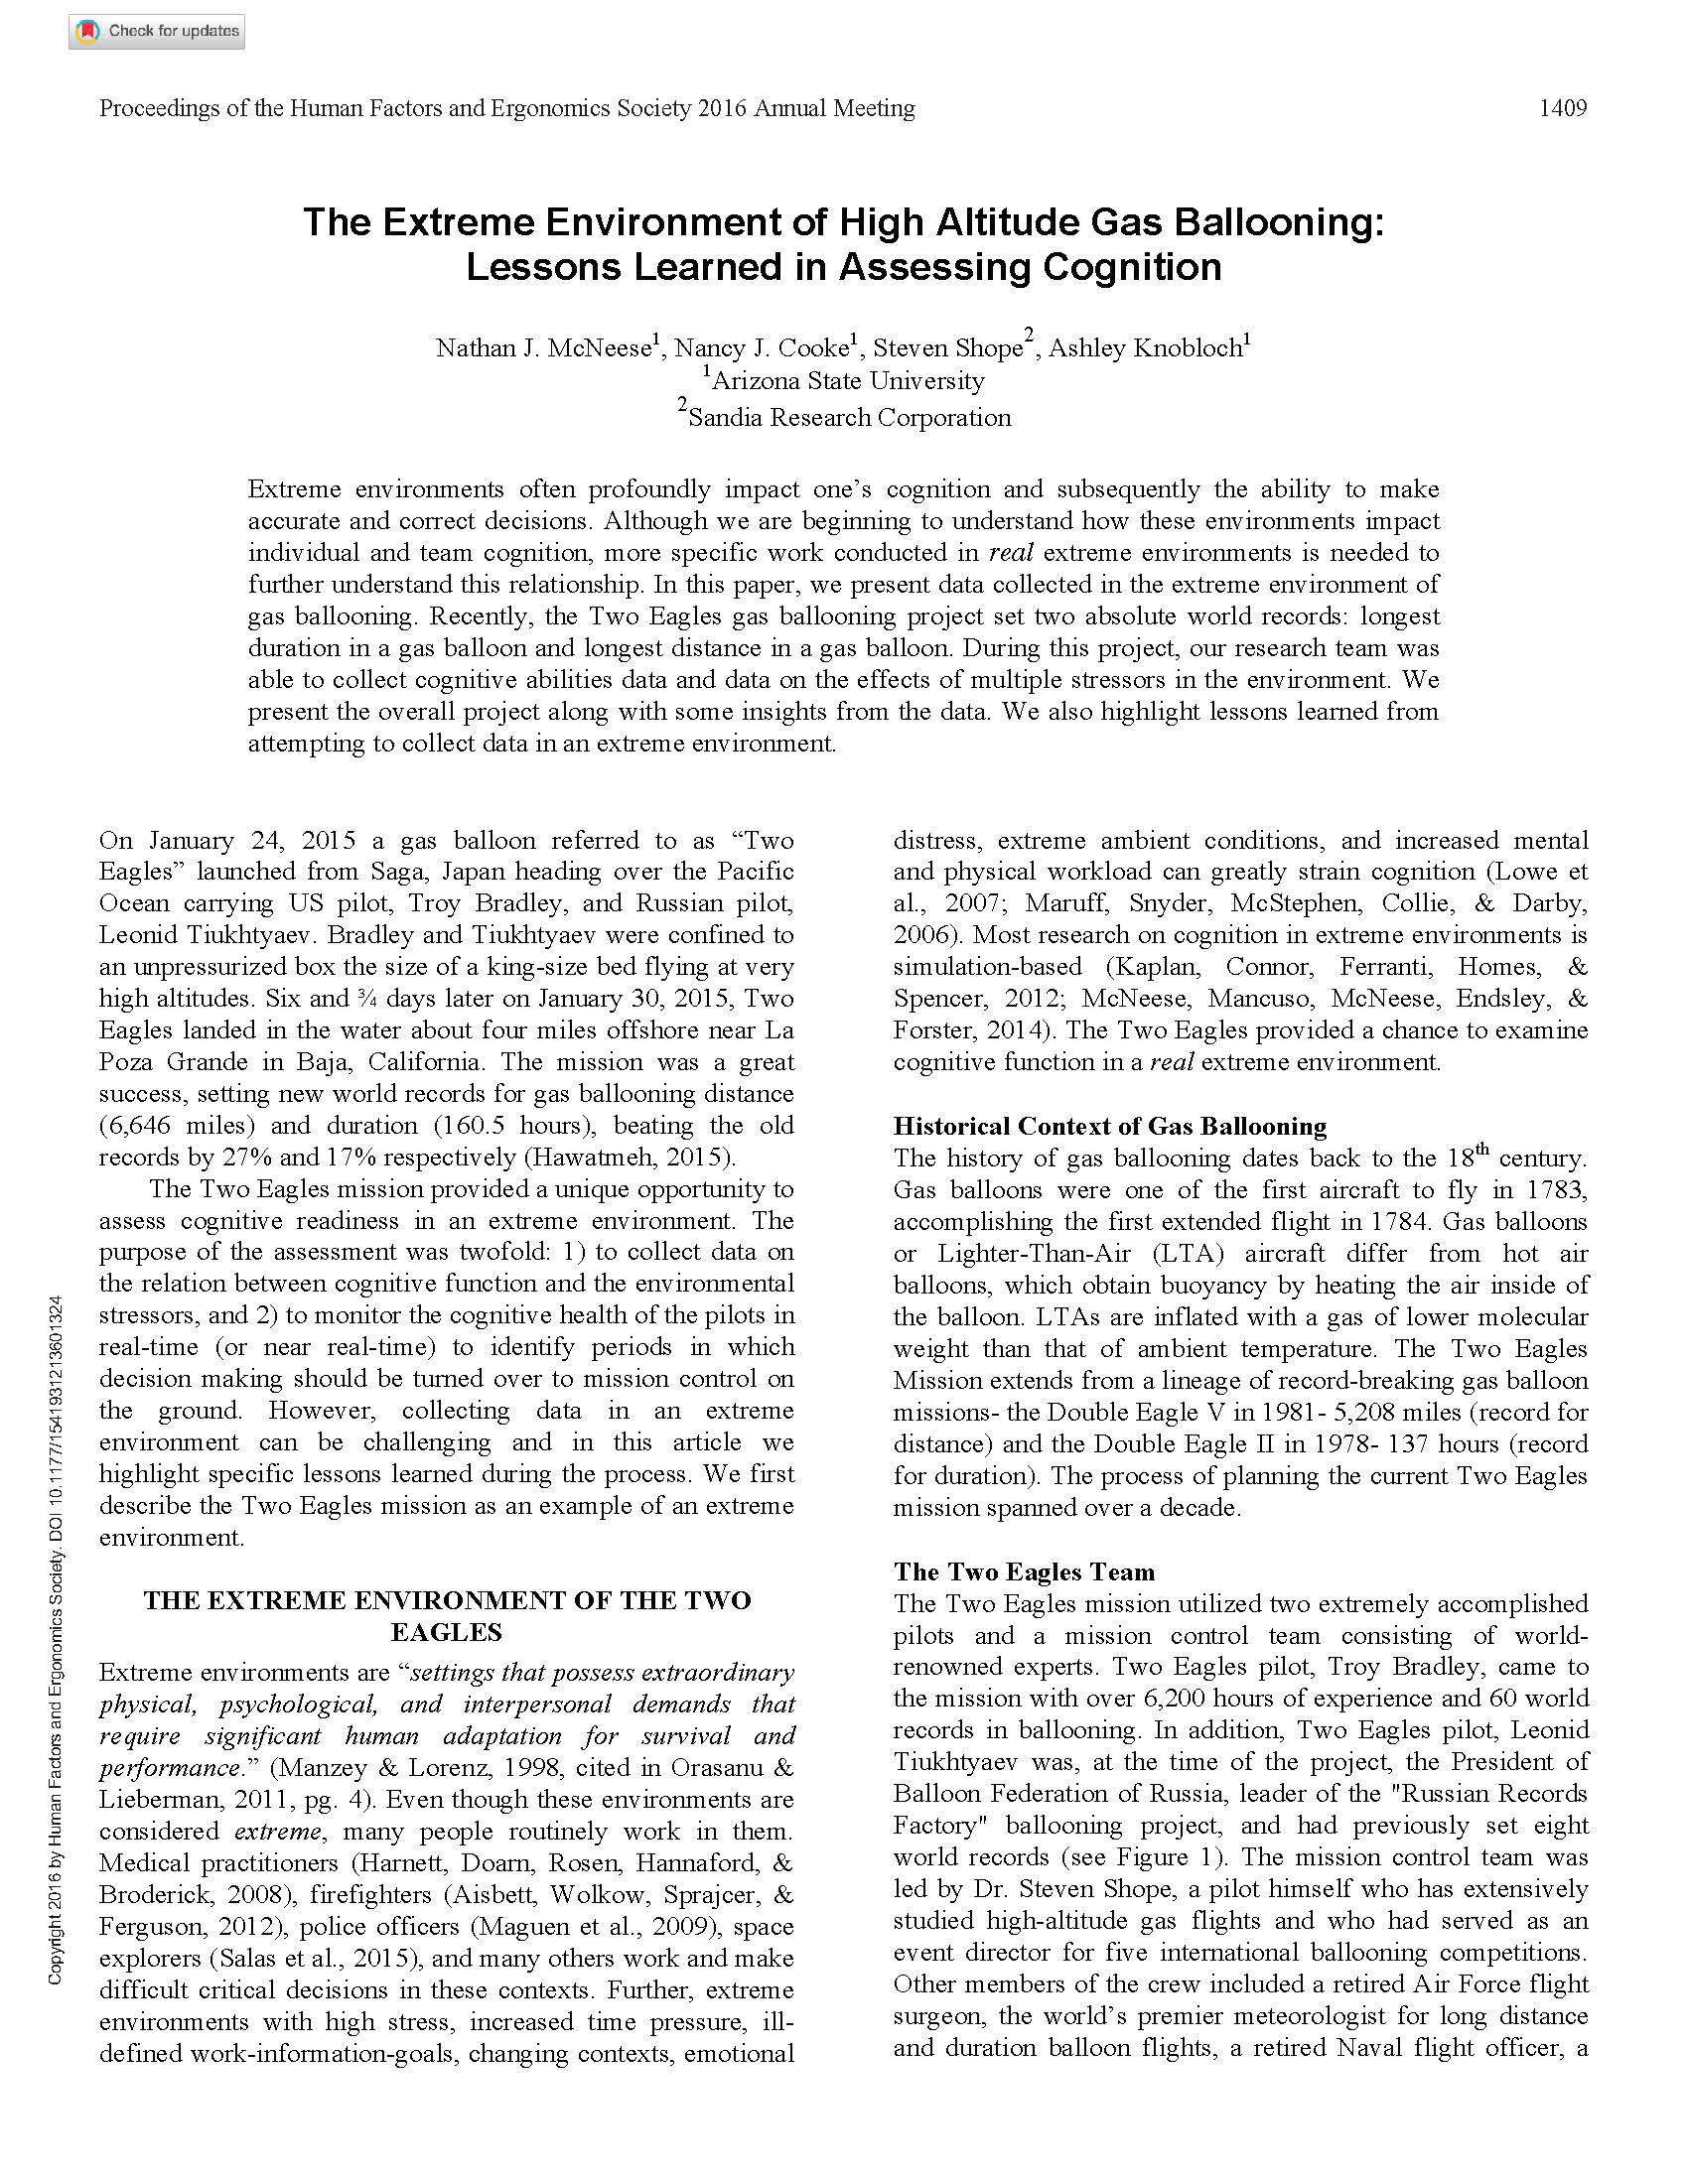 Check for updates
Proceedings of the Human Factors and Ergonomics Society 2016 Annual Meeting 1409
The Extreme Environment of High Altitude Gas Ballooning:
Lessons Learned in Assessing Cognition
Nathan J. McNeese1, Nancy J. Cooke1, Steven Shope2, Ashley Knobloch1
1Arizona State University
2Sandia Research Corporation
Extreme environments often profoundly impact one’s cognition and subsequently the ability to make
accurate and correct decisions. Although we are beginning to understand how these environments impact
individual and team cognition, more specific work conducted in real extreme environments is needed to
further understand this relationship. In this paper, we present data collected in the extreme environment of
gas ballooning. Recently, the Two Eagles gas ballooning project set two absolute world records: longest
duration in a gas balloon and longest distance in a gas balloon. During this project, our research team was
able to collect cognitive abilities data and data on the effects of multiple stressors in the environment. We
present the overall project along with some insights from the data. We also highlight lessons learned from
attempting to collect data in an extreme environment.
On January 24, 2015 a gas balloon referred to as “Two
Eagles” launched from Saga, Japan heading over the Pacific
Ocean carrying US pilot, Troy Bradley, and Russian pilot,
Leonid Tiukhtyaev. Bradley and Tiukhtyaev were confined to
an unpressurized box the size of a king-size bed flying at very
high altitudes. Six and ¾ days later on January 30, 2015, Two
Eagles landed in the water about four miles offshore near La
Poza Grande in Baja, California. The mission was a great
success, setting new world records for gas ballooning distance
(6,646 miles) and duration (160.5 hours), beating the old
records by 27% and 17% respectively (Hawatmeh, 2015).
The Two Eagles mission provided a unique opportunity to
assess cognitive readiness in an extreme environment. The
purpose of the assessment was twofold: 1) to collect data on
the relation between cognitive function and the environmental
stressors, and 2) to monitor the cognitive health of the pilots in
real-time (or near real-time) to identify periods in which
decision making should be turned over to mission control on
the ground. However, collecting data in an extreme
environment can be challenging and in this article we
highlight specific lessons learned during the process. We first
describe the Two Eagles mission as an example of an extreme
environment.
THE EXTREME ENVIRONMENT OF THE TWO
EAGLES
Extreme environments are “settings that possess extraordinary
physical, psychological, and interpersonal demands that
require significant human adaptation for survival and
performance.” (Manzey & Lorenz, 1998, cited in Orasanu &
Lieberman, 2011, pg. 4). Even though these environments are
considered extreme, many people routinely work in them.
Medical practitioners (Harnett, Doarn, Rosen, Hannaford, &
Broderick, 2008), firefighters (Aisbett, Wolkow, Sprajcer, &
Ferguson, 2012), police officers (Maguen et al., 2009), space
explorers (Salas et al., 2015), and many others work and make
difficult critical decisions in these contexts. Further, extreme
environments with high stress, increased time pressure, ill-
defined work-information-goals, changing contexts, emotional
distress, extreme ambient conditions, and increased mental
and physical workload can greatly strain cognition (Lowe et
al., 2007; Maruff, Snyder, McStephen, Collie, & Darby,
2006). Most research on cognition in extreme environments is
simulation-based (Kaplan, Connor, Ferranti, Homes, &
Spencer, 2012; McNeese, Mancuso, McNeese, Endsley, &
Forster, 2014). The Two Eagles provided a chance to examine
cognitive function in a real extreme environment.
Historical Context of Gas Ballooning
The history of gas ballooning dates back to the 18th century.
Gas balloons were one of the first aircraft to fly in 1783,
accomplishing the first extended flight in 1784. Gas balloons
or Lighter-Than-Air (LTA) aircraft differ from hot air
balloons, which obtain buoyancy by heating the air inside of
the balloon. LTAs are inflated with a gas of lower molecular
weight than that of ambient temperature. The Two Eagles
Mission extends from a lineage of record-breaking gas balloon
missions- the Double Eagle V in 1981- 5,208 miles (record for
distance) and the Double Eagle II in 1978- 137 hours (record
for duration). The process of planning the current Two Eagles
mission spanned over a decade.
The Two Eagles Team
The Two Eagles mission utilized two extremely accomplished
pilots and a mission control team consisting of world-
renowned experts. Two Eagles pilot, Troy Bradley, came to
the mission with over 6,200 hours of experience and 60 world
records in ballooning. In addition, Two Eagles pilot, Leonid
Tiukhtyaev was, at the time of the project, the President of
Balloon Federation of Russia, leader of the "Russian Records
Factory" ballooning project, and had previously set eight
world records (see Figure 1). The mission control team was
led by Dr. Steven Shope, a pilot himself who has extensively
studied high-altitude gas flights and who had served as an
event director for five international ballooning competitions.
Other members of the crew included a retired Air Force flight
surgeon, the world’s premier meteorologist for long distance
and duration balloon flights, a retired Naval flight officer, a
Copyright 2016 by Human Factors and Ergonomics Society. DOI 10.1177/1541931213601324